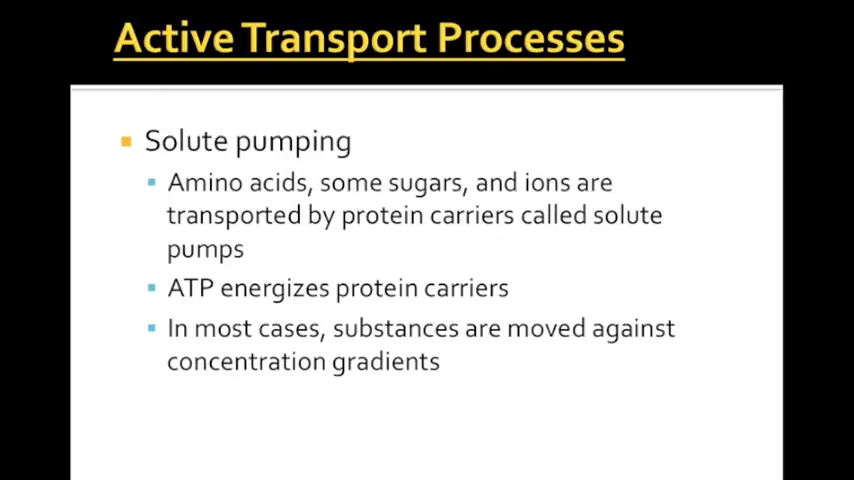 Active Transport Processes
Solute pumping
Amino acids, some sugars, and ions are
transported by protein carriers called solute
pumps
ATP energizes protein carriers
In most cases, substances are moved against
concentration gradients